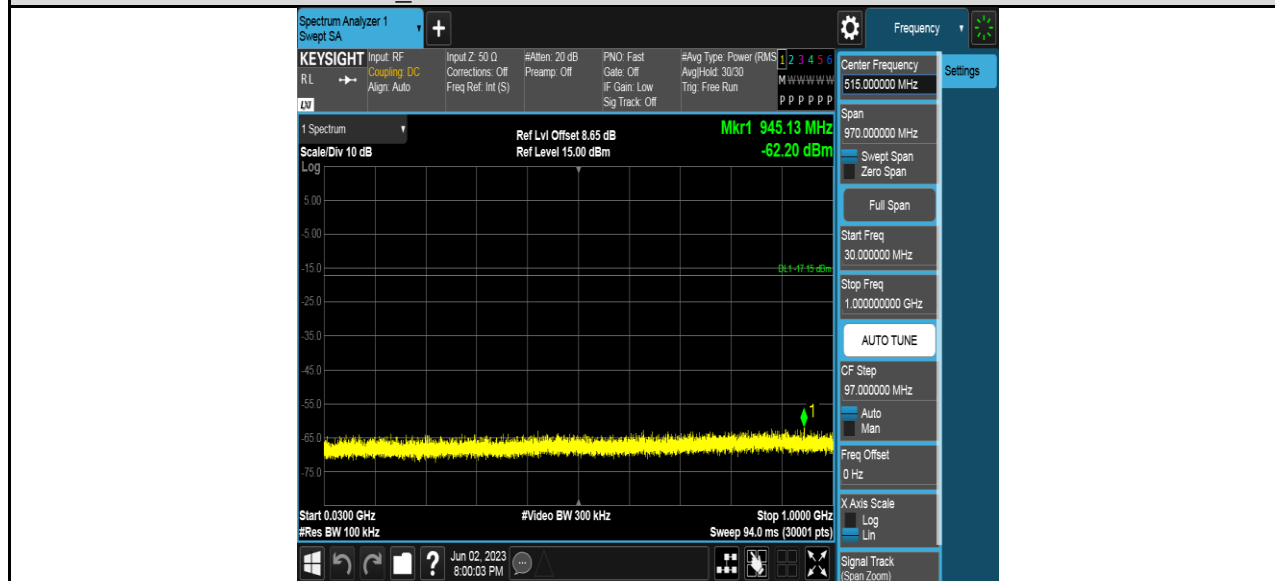 Spectrum Analyzer 1
Swept SA
+
Frequency
KEYSIGHT
RL
LXI
Input: RF
Coupling: DC
Align: Auto
Input Z: 50 Ω
Corrections: Off
Freq Ref: Int (S)
#Atten: 20 dB
Preamp: Off
PNO: Fast
Gate: Off
IF Gain: Low
Sig Track: Off
#Avg Type: Power (RMS
Avg|Hold: 30/30
Trig: Free Run
1 2 3 4 5 6
M W W W W W
P P P P P P
1 Spectrum
Scale/Div 10 dB
Log
Ref Lvl Offset 8.65 dB
Ref Level 15.00 dBm
Mkr1 945.13 MHz
-62.20 dBm
5.00
-5.00
-15.0
DL1 -17.15 dBm
-25.0
-35.0
-45.0
-55.0
1
-65.0
-75.0
Start 0.0300 GHz
#Res BW 100 kHz
#Video BW 300 kHz
Stop 1.0000 GHz
Sweep 94.0 ms (30001 pts)
?
Jun 02, 2023
8:00:03 PM
Center Frequency
515.000000 MHz
Settings
Span
970.000000 MHz
Swept Span
Zero Span
Full Span
Start Freq
30.000000 MHz
Stop Freq
1.000000000 GHz
AUTO TUNE
CF Step
97.000000 MHz
Auto
Man
Freq Offset
0 Hz
X Axis Scale
Log
Lin
Signal Track
(Span Zoom)